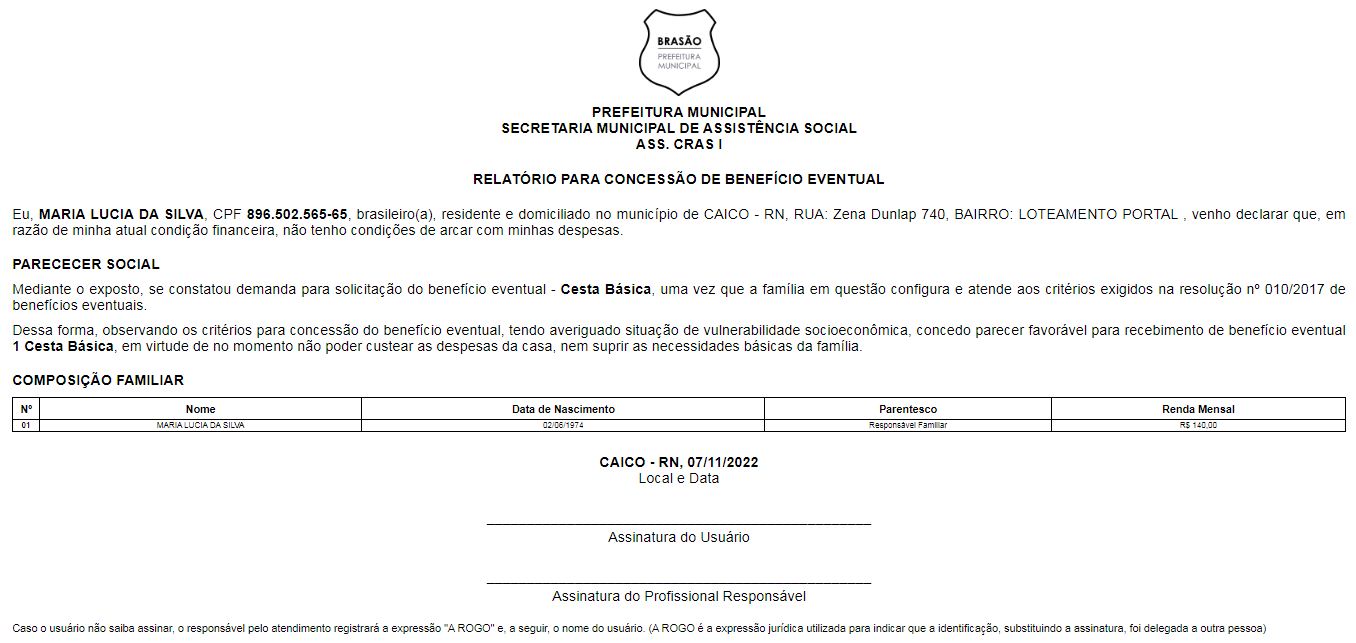 BRASÃO
PREFEITURA
MUNICIPAL
PREFEITURA MUNICIPAL
SECRETARIA MUNICIPAL DE ASSISTÊNCIA SOCIAL
ASS. CRAS I
RELATÓRIO PARA CONCESSÃO DE BENEFÍCIO EVENTUAL
Eu, MARIA LUCIA DA SILVA, CPF 896.502.565-65, brasileiro(a), residente e domiciliado no município de CAICO - RN, RUA: Zena Dunlap 740, BAIRRO: LOTEAMENTO PORTAL , venho declarar que, em
razão de minha atual condição financeira, não tenho condições de arcar com minhas despesas.
PARECECER SOCIAL
Mediante o exposto, se constatou demanda para solicitação do benefício eventual - Cesta Básica, uma vez que a família em questão configura e atende aos critérios exigidos na resolução nº 010/2017 de
benefícios eventuais.
Dessa forma, observando os critérios para concessão do benefício eventual, tendo averiguado situação de vulnerabilidade socioeconômica, concedo parecer favorável para recebimento de benefício eventual
1 Cesta Básica, em virtude de no momento não poder custear as despesas da casa, nem suprir as necessidades básicas da família.
COMPOSIÇÃO FAMILIAR
Nº Nome Data de Nascimento Parentesco Renda Mensal
01 MARIA LUCIA DA SILVA 02/06/1974 Responsável Familiar R$ 140,00
CAICO - RN, 07/11/2022
Local e Data
Assinatura do Usuário
Assinatura do Profissional Responsável
Caso o usuário não saiba assinar, o responsável pelo atendimento registrará a expressão "A ROGO" e, a seguir, o nome do usuário. (A ROGO é a expressão jurídica utilizada para indicar que a identificação, substituindo a assinatura, foi delegada a outra pessoa)